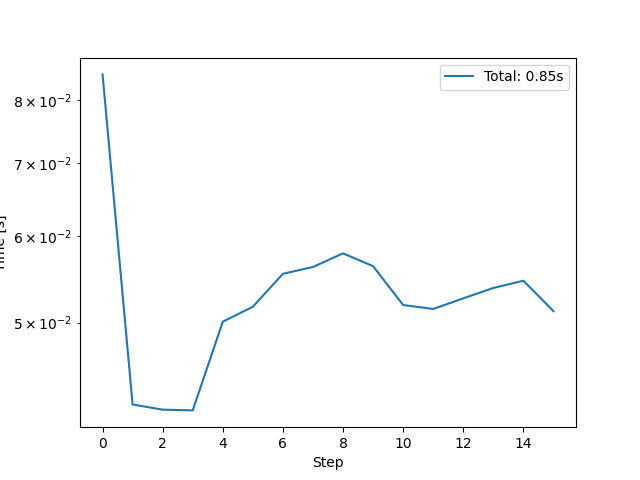 Total: 0.85s
8 × 10⁻²
7 × 10⁻²
6 × 10⁻²
5 × 10⁻²
Time [s]
0 2 4 6 8 10 12 14
Step